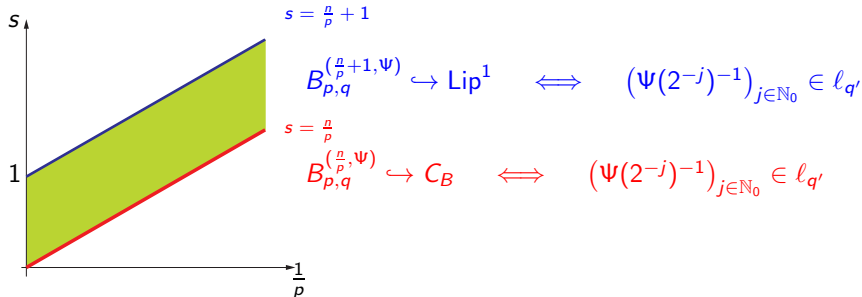 s
s = n/p + 1
B_{p,q}^{(n/p+1,Ψ)} ↪ Lip^1 ⟺ (Ψ(2^{-j})^{-1})_{j∈ℕ_0} ∈ ℓ_{q'}
s = n/p
1
B_{p,q}^{(n/p,Ψ)} ↪ C_B ⟺ (Ψ(2^{-j})^{-1})_{j∈ℕ_0} ∈ ℓ_{q'}
1/p